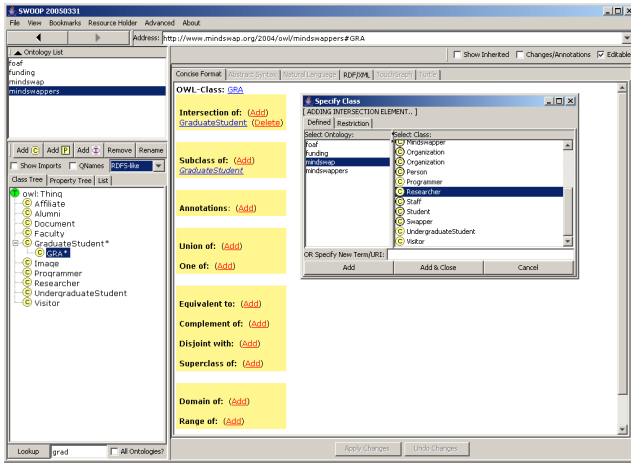 SWOOP 20050331
File View Bookmarks Resource Holder Advanced About
Address: http://www.mindswap.org/2004/owl/mindswappers#GRA
Ontology List
foaf
funding
mindswap
mindswappers
Add C Add P Add I Remove Rename
Show Imports QNames RDFS-like
Class Tree Property Tree List
owl:Thing
Affiliate
Alumni
Document
Faculty
GraduateStudent*
GRA*
Image
Programmer
Researcher
UndergraduateStudent
Visitor
Lookup grad All Ontologies?
Show Inherited Changes/Annotations Editable
Concise Format Abstract Syntax Natural Language RDF/XML TouchGraph Turtle
OWL-Class: GRA
Intersection of: (Add)
GraduateStudent (Delete)
Subclass of: (Add)
GraduateStudent
Annotations: (Add)
Union of: (Add)
One of: (Add)
Equivalent to: (Add)
Complement of: (Add)
Disjoint with: (Add)
Superclass of: (Add)
Domain of: (Add)
Range of: (Add)
Apply Changes Undo Changes
Specify Class
[ ADDING INTERSECTION ELEMENT.. ]
Defined Restriction
Select Ontology:
foaf
funding
mindswap
mindswappers
Select Class:
Mindswapper
Organization
Organization
Person
Programmer
Researcher
Staff
Student
Swapper
UndergraduateStudent
Visitor
OR Specify New Term/URI:
Add Add & Close Cancel